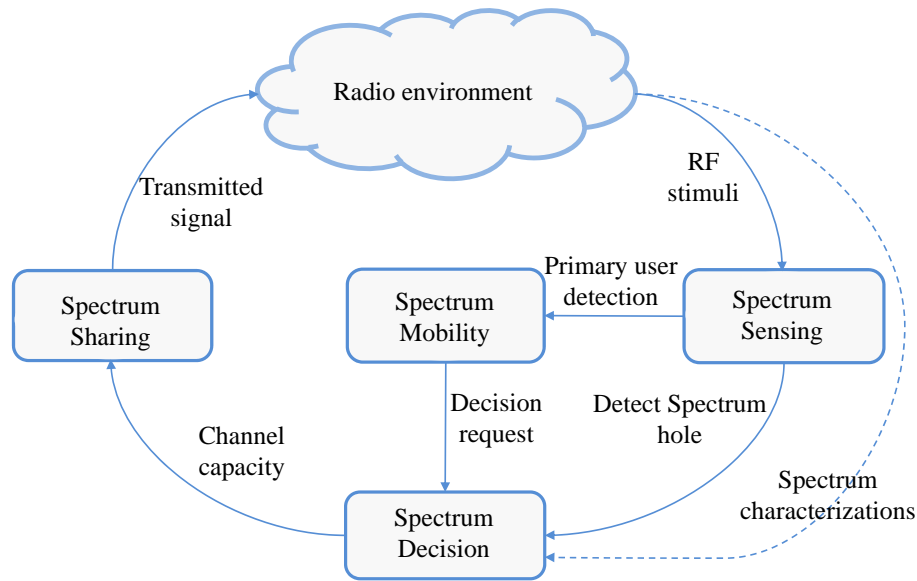 Radio environment
RF
stimuli
Transmitted
signal
Primary user
detection
Spectrum
Sharing
Spectrum
Mobility
Spectrum
Sensing
Decision
request
Detect Spectrum
hole
Channel
capacity
Spectrum
characterizations
Spectrum
Decision